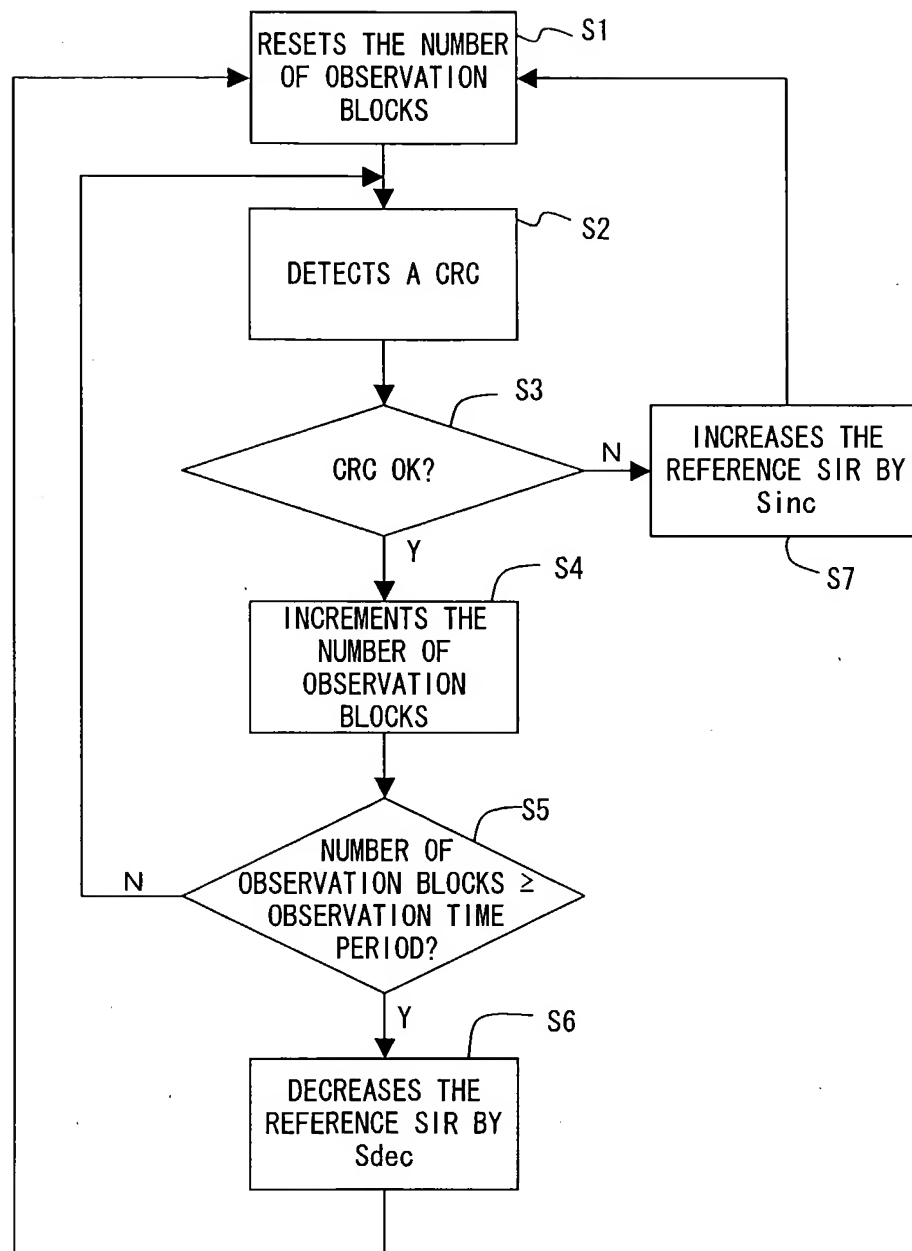 RESETS THE NUMBER
OF OBSERVATION
BLOCKS
S1
DETECTS A CRC
S2
CRC OK?
S3
N
INCREASES THE
REFERENCE SIR BY
Sinc
S7
Y
INCREMENTS THE
NUMBER OF
OBSERVATION
BLOCKS
S4
NUMBER OF
OBSERVATION BLOCKS ≥
OBSERVATION TIME
PERIOD?
S5
N
Y
DECREASES THE
REFERENCE SIR BY
Sdec
S6